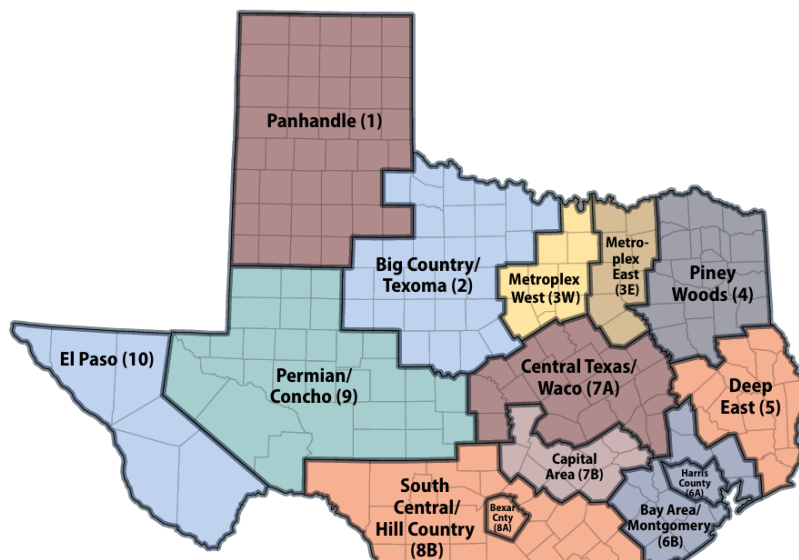 Panhandle (1)
Big Country/
Texoma (2)
Metroplex
West (3W)
Metro-
plex
East
(3E)
Piney
Woods (4)
El Paso (10)
Permian/
Concho (9)
Central Texas/
Waco (7A)
Deep
East (5)
Capital
Area (7B)
Harris
County
(6A)
South
Central/
Hill Country
(8B)
Bexar
Cnty
(8A)
Bay Area/
Montgomery
(6B)